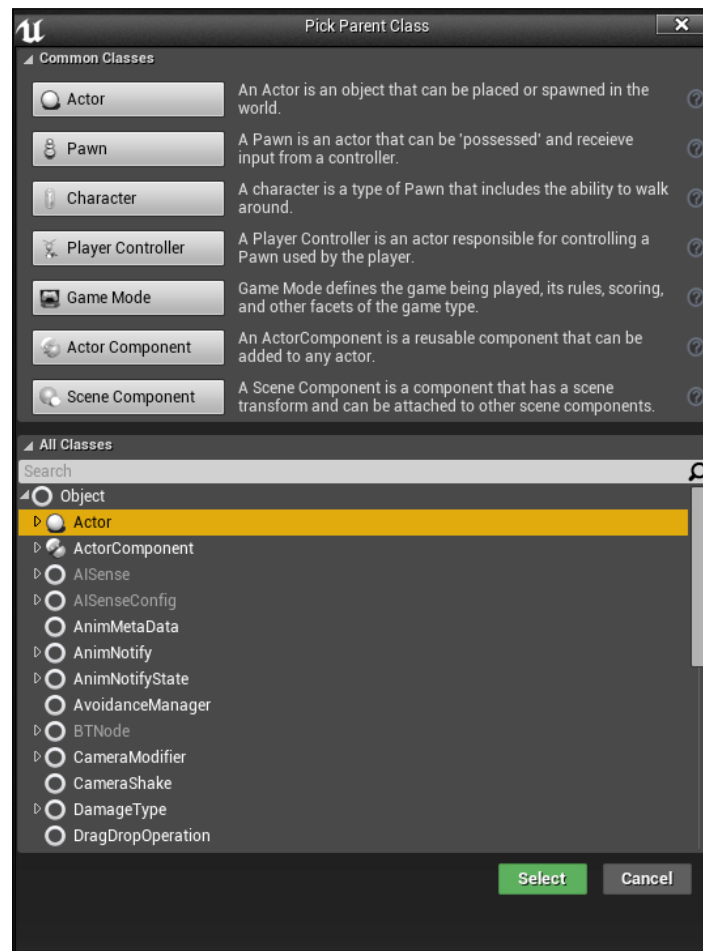 Pick Parent Class
Common Classes
Actor
An Actor is an object that can be placed or spawned in the
world.
Pawn
A Pawn is an actor that can be 'possessed' and receieve
input from a controller.
Character
A character is a type of Pawn that includes the ability to walk
around.
Player Controller
A Player Controller is an actor responsible for controlling a
Pawn used by the player.
Game Mode
Game Mode defines the game being played, its rules, scoring,
and other facets of the game type.
Actor Component
An ActorComponent is a reusable component that can be
added to any actor.
Scene Component
A Scene Component is a component that has a scene
transform and can be attached to other scene components.
All Classes
Search
Object
Actor
ActorComponent
AISense
AISenseConfig
AnimMetaData
AnimNotify
AnimNotifyState
AvoidanceManager
BTNode
CameraModifier
CameraShake
DamageType
DragDropOperation
Select
Cancel